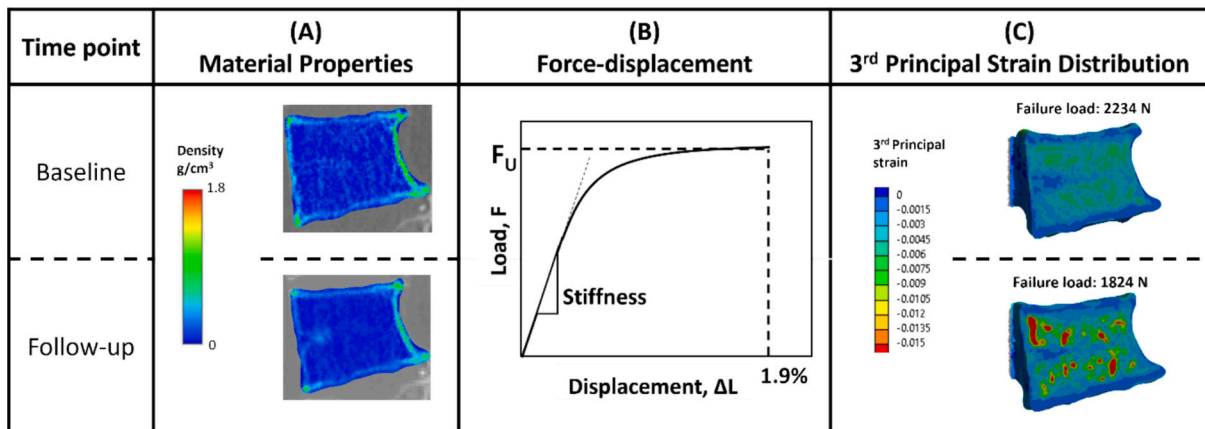 Time point
(A)
Material Properties
(B)
Force-displacement
(C)
3rd Principal Strain Distribution
Baseline
Follow-up
Density
g/cm³
1.8
0
FU
Load, F
Stiffness
Displacement, ΔL
1.9%
Failure load: 2234 N
3rd Principal
strain
0
-0.0015
-0.003
-0.0045
-0.006
-0.0075
-0.009
-0.0105
-0.012
-0.0135
-0.015
Failure load: 1824 N